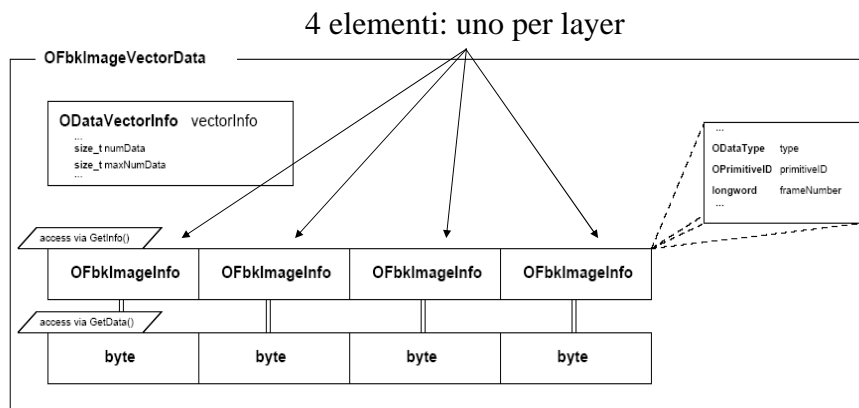 4 elementi: uno per layer
OFbkImageVectorData
ODataVectorInfo vectorInfo
...
size_t numData
size_t maxNumData
...
...
ODataType type
OPrimitiveID primitiveID
longword frameNumber
...
access via GetInfo()
OFbkImageInfo OFbkImageInfo OFbkImageInfo OFbkImageInfo
access via GetData()
byte byte byte byte